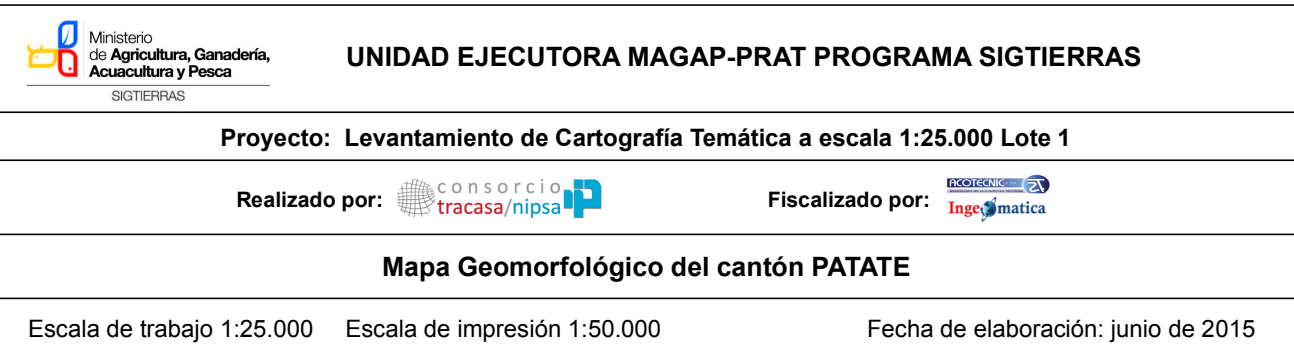 Ministerio
de Agricultura, Ganadería,
Acuacultura y Pesca
SIGTIERRAS
UNIDAD EJECUTORA MAGAP-PRAT PROGRAMA SIGTIERRAS
Proyecto: Levantamiento de Cartografía Temática a escala 1:25.000 Lote 1
Realizado por:
consorcio
tracasa/nipsa
Fiscalizado por:
ACOTECNIC
Ingeomatica
Mapa Geomorfológico del cantón PATATE
Escala de trabajo 1:25.000 Escala de impresión 1:50.000 Fecha de elaboración: junio de 2015